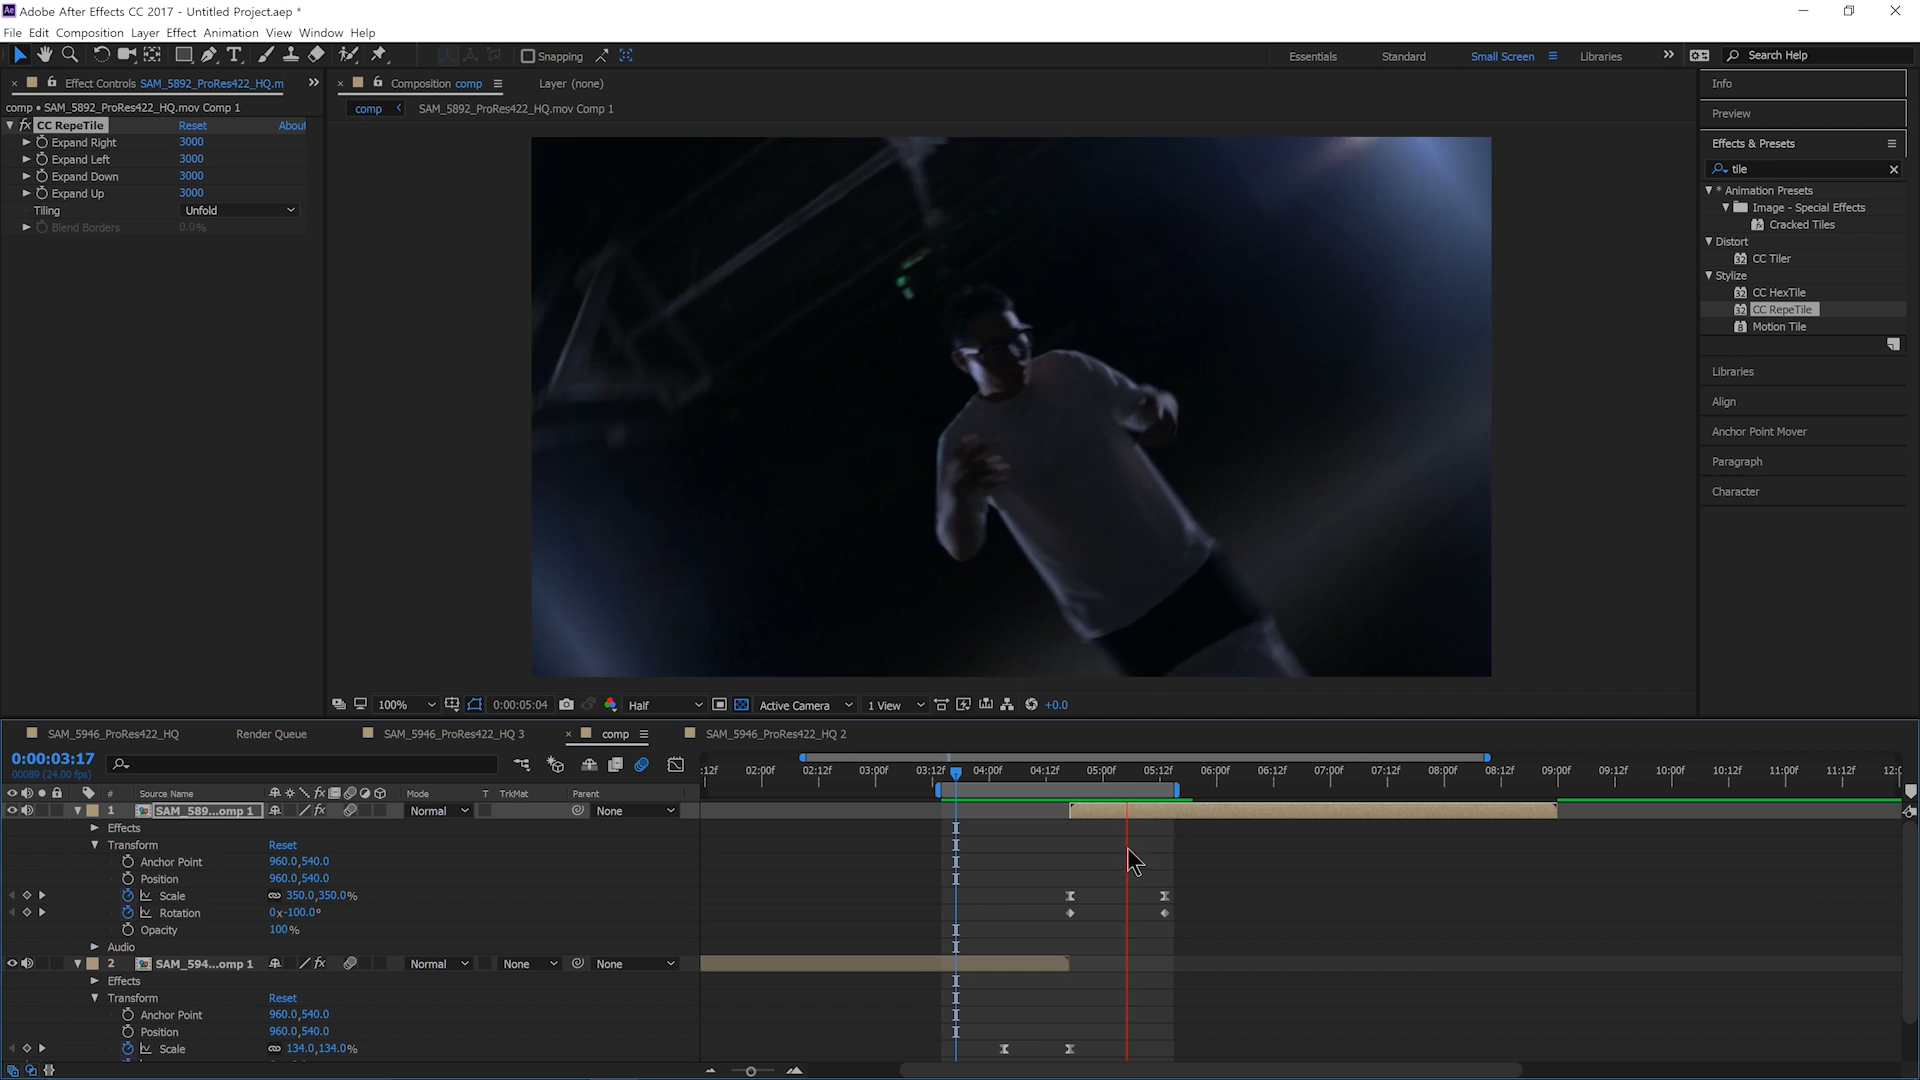 Adobe After Effects CC 2017 - Untitled Project.aep *
File Edit Composition Layer Effect Animation View Window Help
Snapping Essentials Standard Small Screen Libraries Search Help
Effect Controls SAM_5892_ProRes422_HQ.m
Composition comp
Layer (none)
comp • SAM_5892_ProRes422_HQ.mov Comp 1
comp SAM_5892_ProRes422_HQ.mov Comp 1
fx CC RepeTile Reset About
Expand Right 3000
Expand Left 3000
Expand Down 3000
Expand Up 3000
Tiling Unfold
Blend Borders 0.0%
Info
Preview
Effects & Presets
tile
* Animation Presets
Image - Special Effects
Cracked Tiles
Distort
CC Tiler
Stylize
CC HexTile
CC RepeTile
Motion Tile
Libraries
Align
Anchor Point Mover
Paragraph
Character
100% 0:00:05:04 Half Active Camera 1 View +0.0
SAM_5946_ProRes422_HQ Render Queue SAM_5946_ProRes422_HQ 3 comp SAM_5946_ProRes422_HQ 2
0:00:03:17
00089 (24.00 fps)
:12f 02:00f 02:12f 03:00f 03:12f 04:00f 04:12f 05:00f 05:12f 06:00f 06:12f 07:00f 07:12f 08:00f 08:12f 09:00f 09:12f 10:00f 10:12f 11:00f 11:12f 12:0
# Source Name Mode T TrkMat Parent
1 SAM_589...omp 1 Normal None
Effects
Transform Reset
Anchor Point 960.0,540.0
Position 960.0,540.0
Scale 350.0,350.0%
Rotation 0x-100.0°
Opacity 100%
Audio
2 SAM_594...omp 1 Normal None None
Effects
Transform Reset
Anchor Point 960.0,540.0
Position 960.0,540.0
Scale 134.0,134.0%